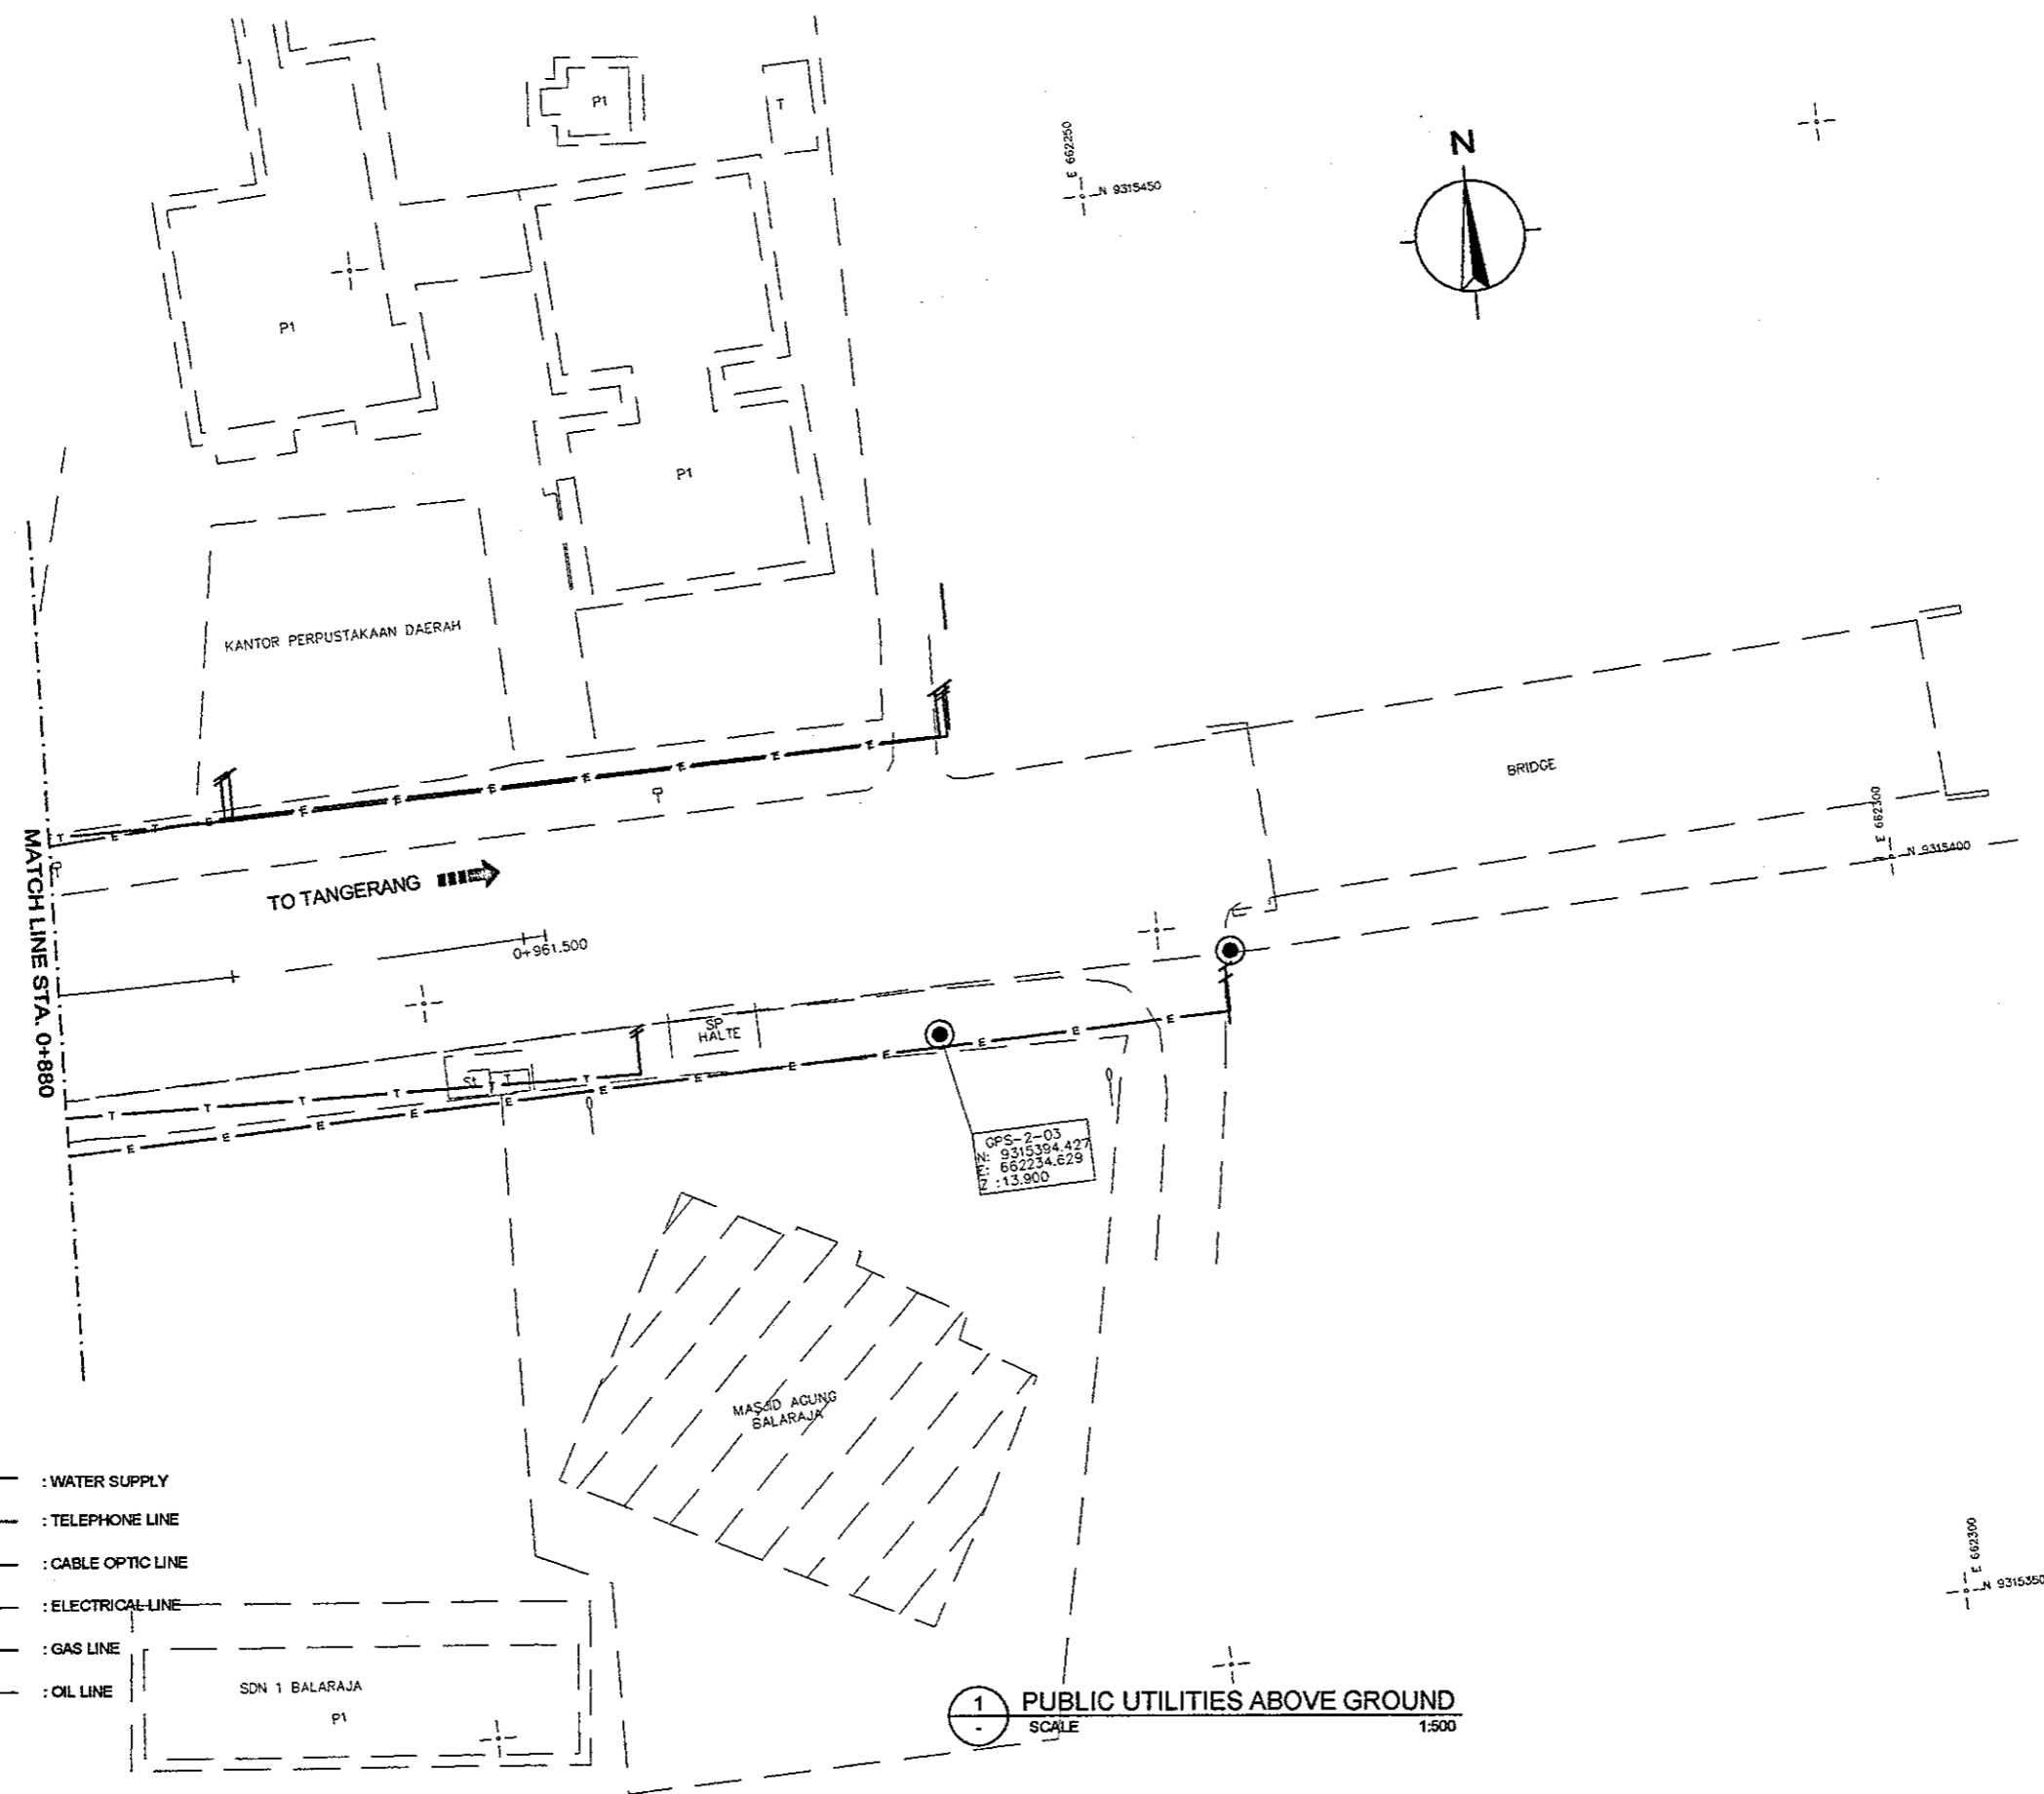 P1
T
E 662250
N 9315450
N
P1
P1
KANTOR PERPUSTAKAAN DAERAH
BRIDGE
E 662300
N 9315400
T E T E E E E E E E E
MATCH LINE STA. 0+880
TO TANGERANG
0+961.500
SP
HALTE
St
T T T T T T
E E E E E E E E E E E E
GPS-2-03
N: 9315394.427
E: 662234.629
Z :13.900
MASJID AGUNG
BALARAJA
: WATER SUPPLY
: TELEPHONE LINE
: CABLE OPTIC LINE
: ELECTRICAL LINE
: GAS LINE
: OIL LINE
SDN 1 BALARAJA
P1
E 662300
N 9315350
1
-
PUBLIC UTILITIES ABOVE GROUND
SCALE 1:500